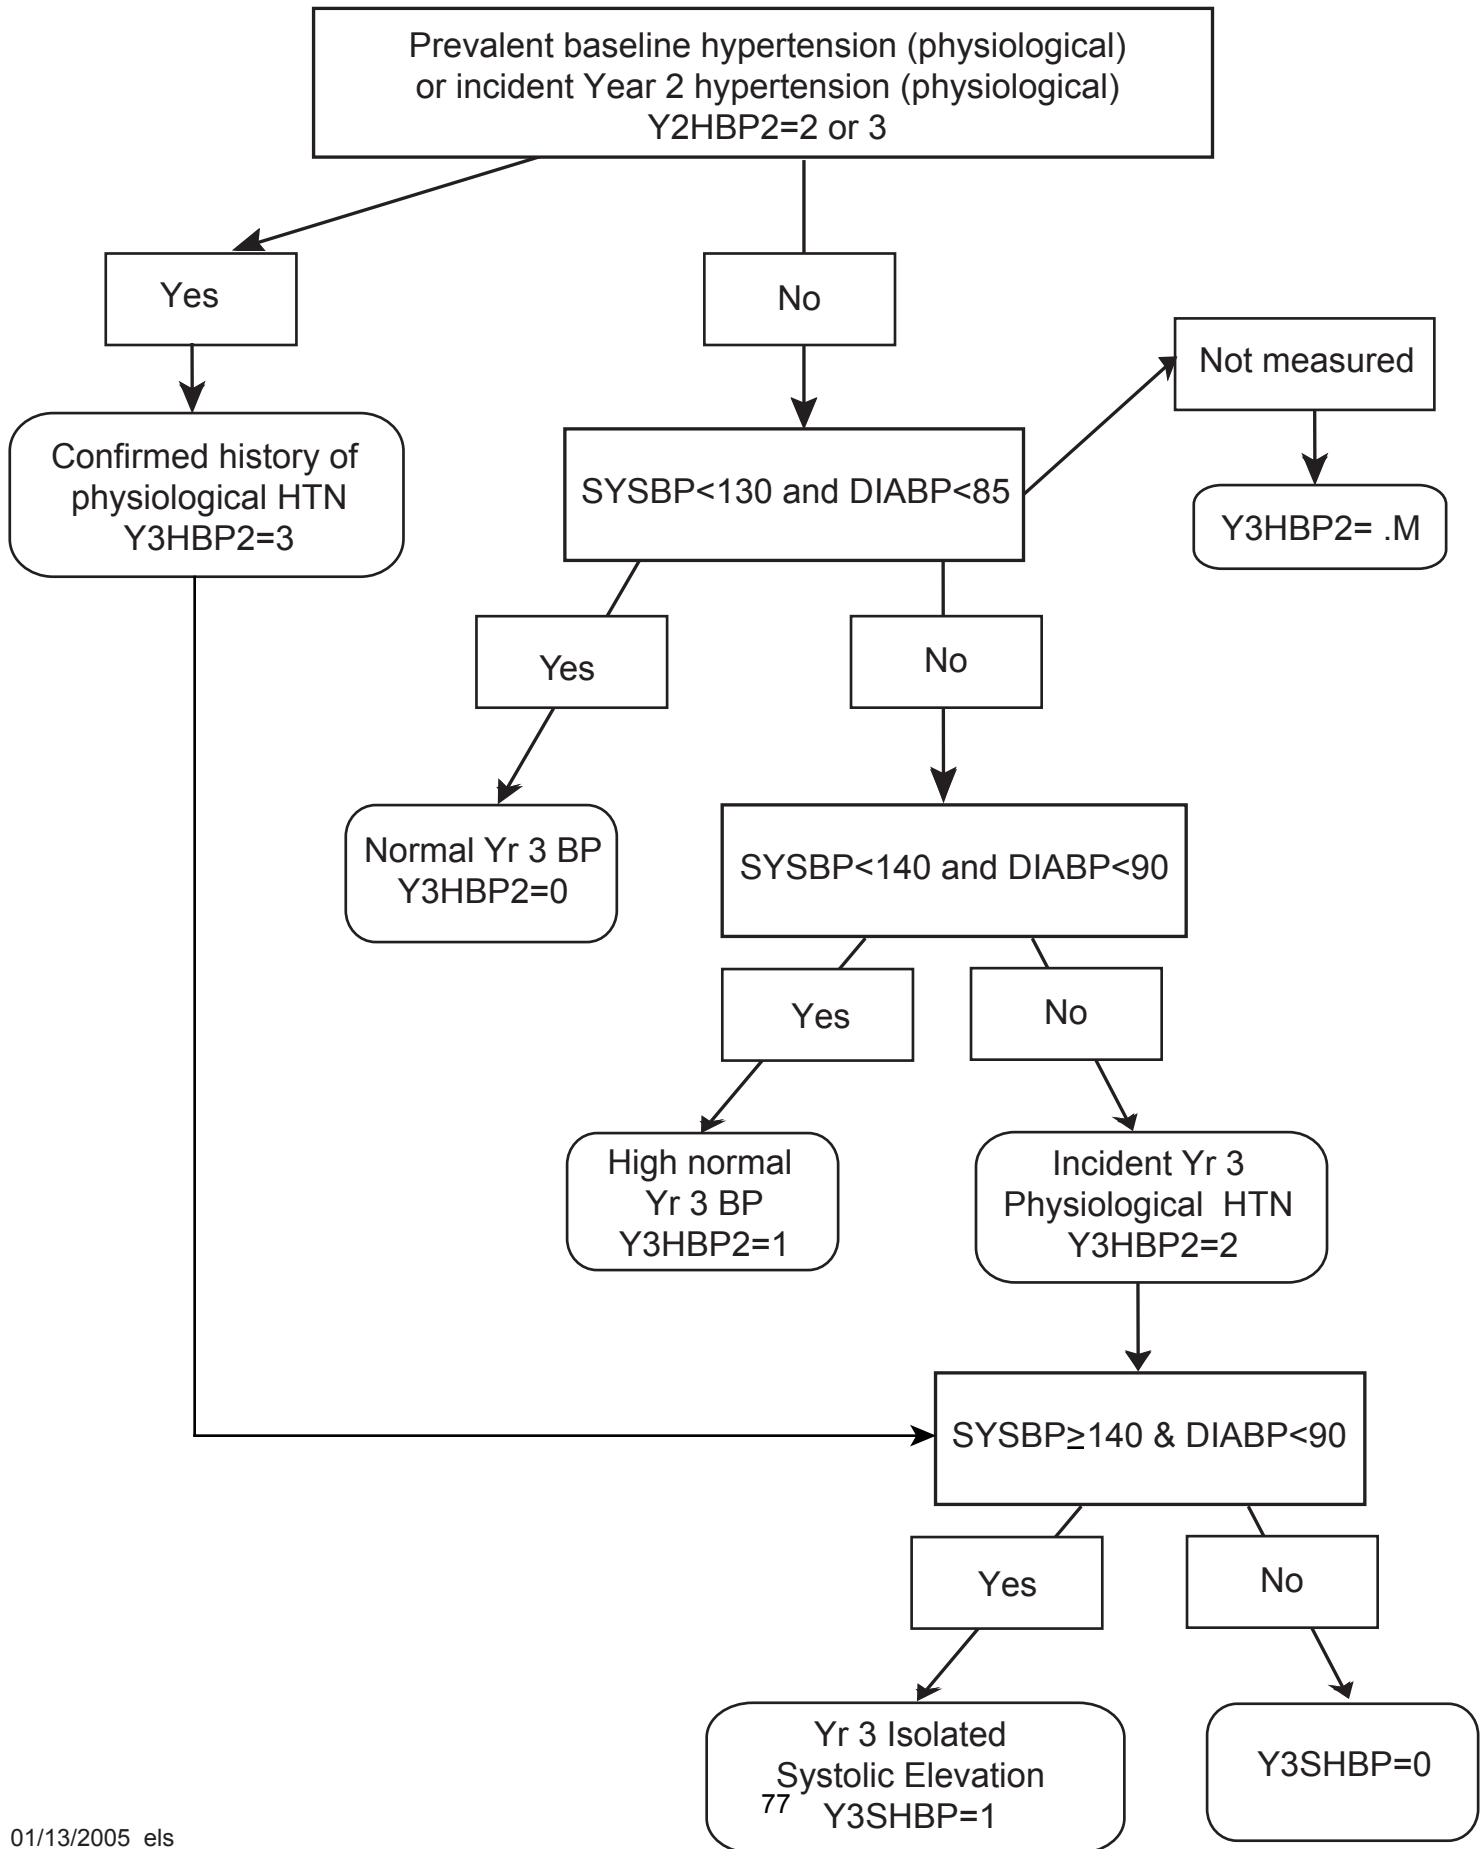 Prevalent baseline hypertension (physiological)
or incident Year 2 hypertension (physiological)
Y2HBP2=2 or 3
Yes
No
Not measured
Confirmed history of
physiological HTN
Y3HBP2=3
SYSBP<130 and DIABP<85
Y3HBP2= .M
Yes
No
Normal Yr 3 BP
Y3HBP2=0
SYSBP<140 and DIABP<90
Yes
No
High normal
Yr 3 BP
Y3HBP2=1
Incident Yr 3
Physiological  HTN
Y3HBP2=2
SYSBP≥140 & DIABP<90
Yes
No
Yr 3 Isolated
Systolic Elevation
Y3SHBP=1
Y3SHBP=0
77
01/13/2005  els